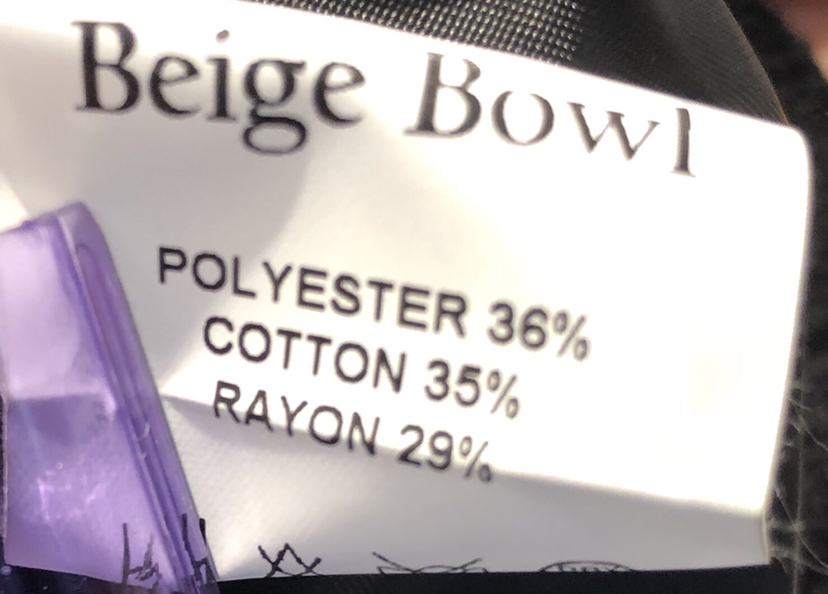 Beige Bowl
POLYESTER 36%
COTTON 35%
RAYON 29%